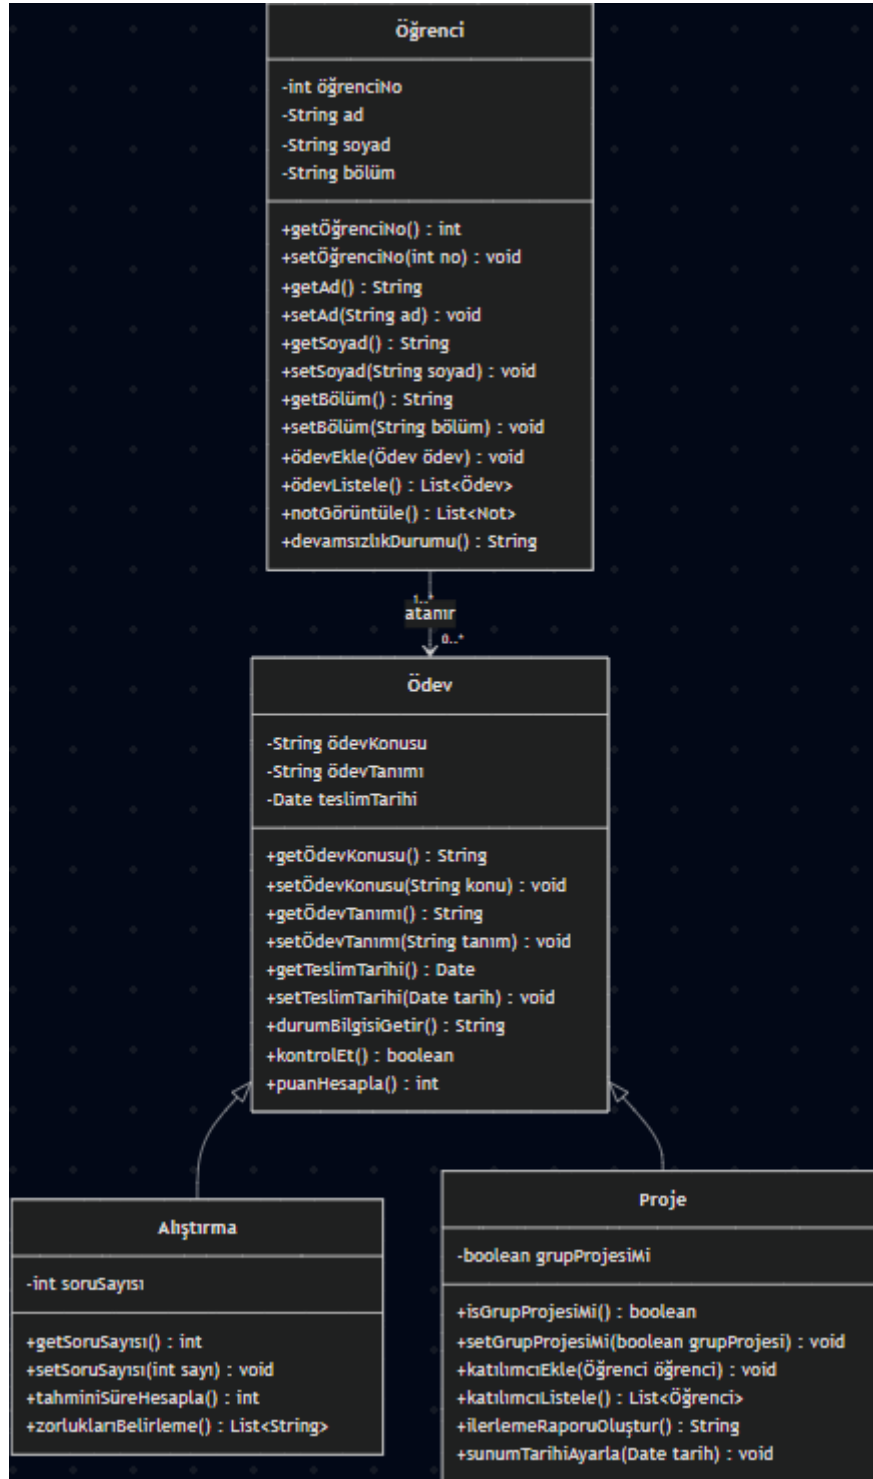 Öğrenci
-int öğrenciNo
-String ad
-String soyad
-String bölüm
+getÖğrenciNo() : int
+setÖğrenciNo(int no) : void
+getAd() : String
+setAd(String ad) : void
+getSoyad() : String
+setSoyad(String soyad) : void
+getBölüm() : String
+setBölüm(String bölüm) : void
+ödevEkle(Ödev ödev) : void
+ödevListele() : List<Ödev>
+notGörüntüle() : List<Not>
+devamsızlıkDurumu() : String
1..*
atanır
0..*
Ödev
-String ödevKonusu
-String ödevTanımı
-Date teslimTarihi
+getÖdevKonusu() : String
+setÖdevKonusu(String konu) : void
+getÖdevTanımı() : String
+setÖdevTanımı(String tanım) : void
+getTeslimTarihi() : Date
+setTeslimTarihi(Date tarih) : void
+durumBilgisiGetir() : String
+kontrolEt() : boolean
+puanHesapla() : int
Alıştırma
-int soruSayısı
+getSoruSayısı() : int
+setSoruSayısı(int sayı) : void
+tahminiSüreHesapla() : int
+zorluklarıBelirleme() : List<String>
Proje
-boolean grupProjesiMi
+isGrupProjesiMi() : boolean
+setGrupProjesiMi(boolean grupProjesi) : void
+katılımcıEkle(Öğrenci öğrenci) : void
+katılımcıListele() : List<Öğrenci>
+ilerlemeRaporuOluştur() : String
+sunumTarihiAyarla(Date tarih) : void